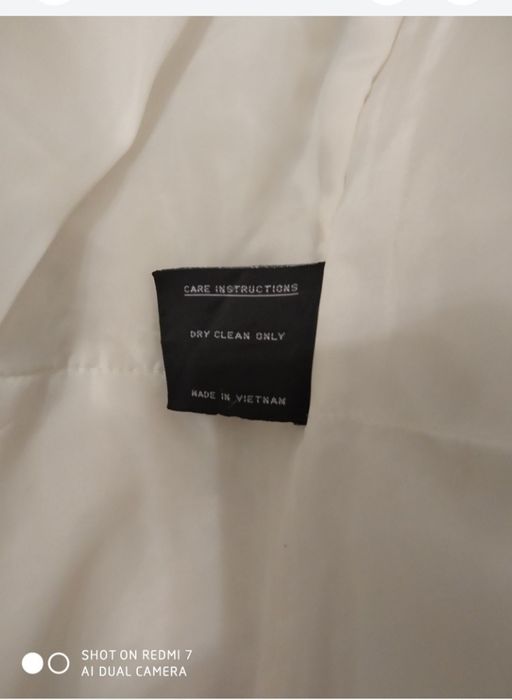 CARE INSTRUCTIONS
DRY CLEAN ONLY
MADE IN VIETNAM
SHOT ON REDMI 7
AI DUAL CAMERA